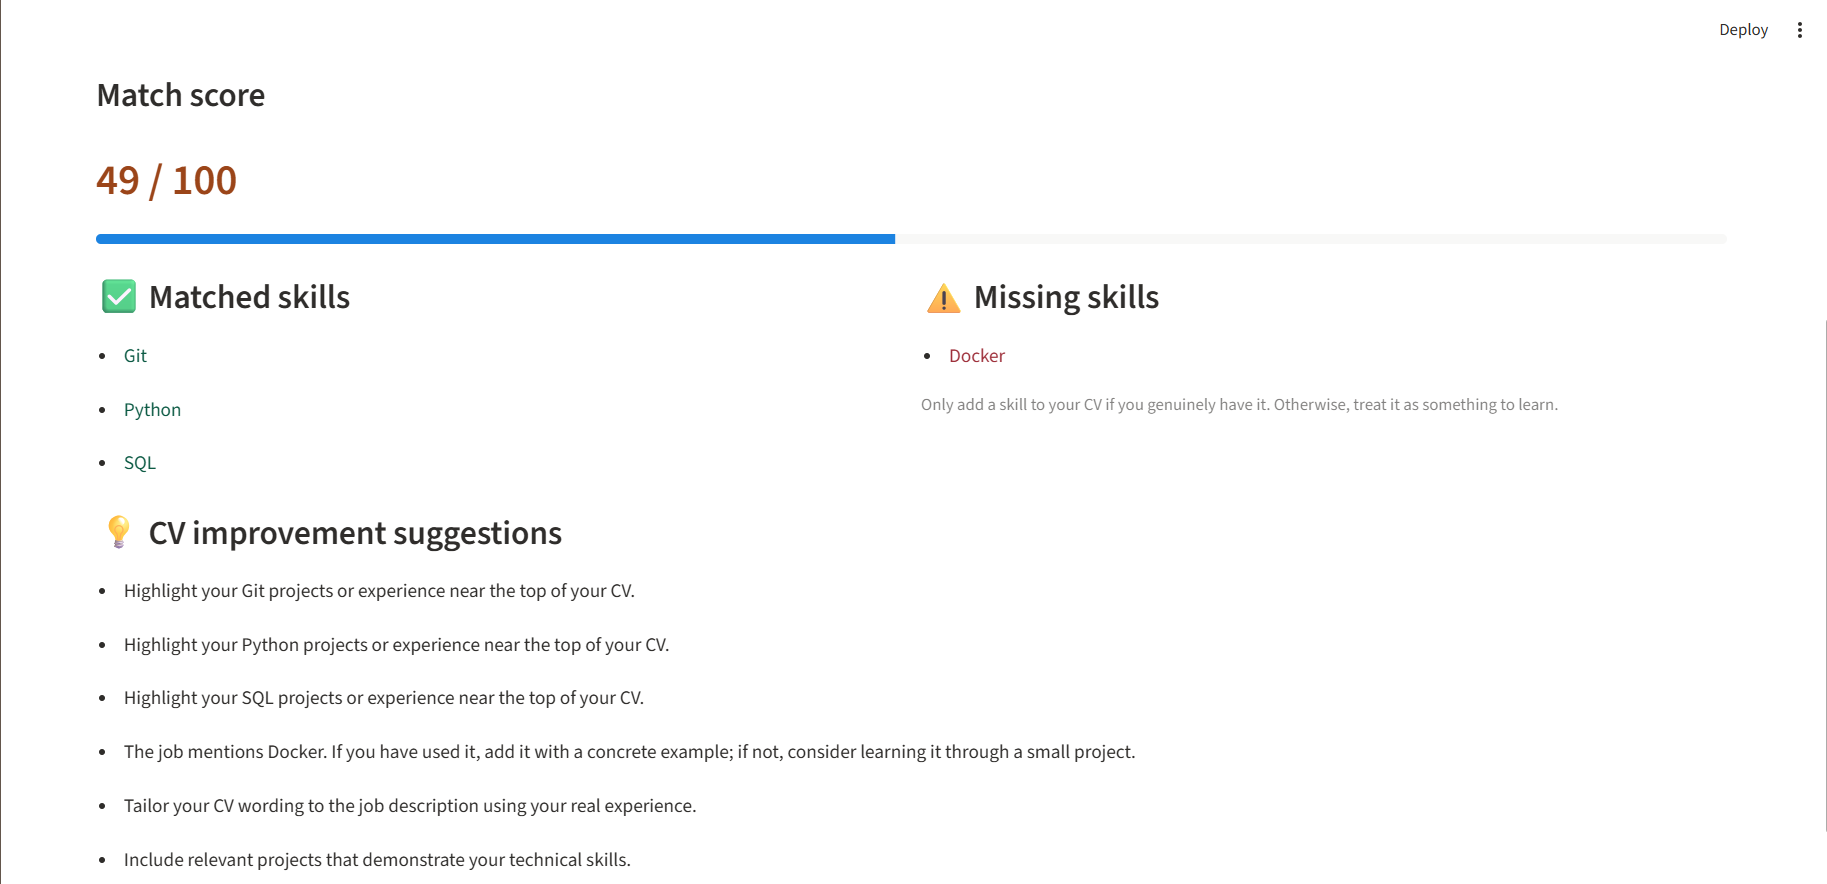 Deploy
Match score
49 / 100
Matched skills
Git
Python
SQL
Missing skills
Docker
Only add a skill to your CV if you genuinely have it. Otherwise, treat it as something to learn.
CV improvement suggestions
Highlight your Git projects or experience near the top of your CV.
Highlight your Python projects or experience near the top of your CV.
Highlight your SQL projects or experience near the top of your CV.
The job mentions Docker. If you have used it, add it with a concrete example; if not, consider learning it through a small project.
Tailor your CV wording to the job description using your real experience.
Include relevant projects that demonstrate your technical skills.